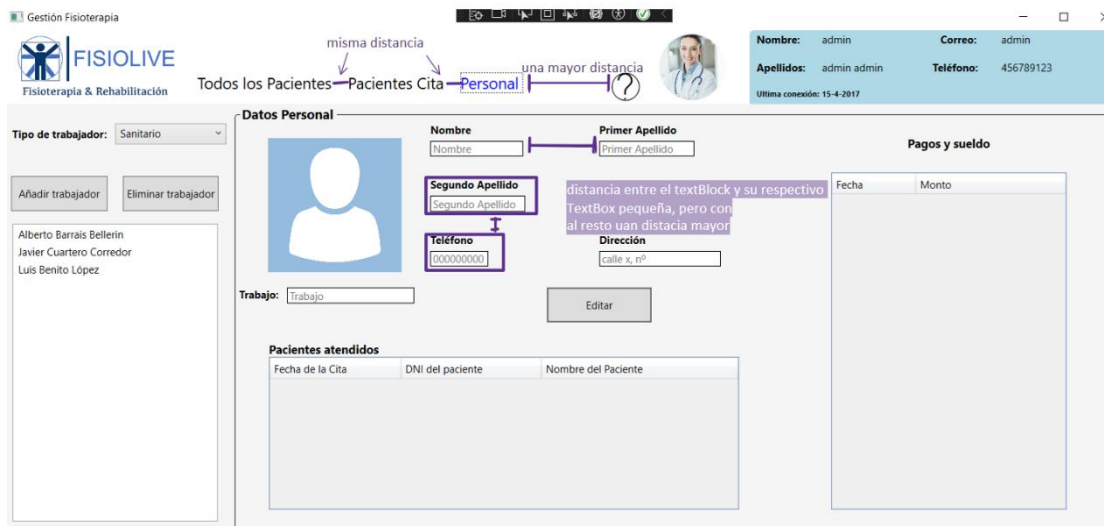 Gestión Fisioterapia
FISIOLIVE
Fisioterapia & Rehabilitación
misma distancia
Todos los Pacientes
Pacientes Cita
Personal
una mayor distancia
?
Nombre: admin
Correo: admin
Apellidos: admin admin
Teléfono: 456789123
Ultima conexión: 15-4-2017
Tipo de trabajador: Sanitario
Añadir trabajador
Eliminar trabajador
Alberto Barrais Bellerin
Javier Cuartero Corredor
Luis Benito López
Datos Personal
Nombre
Nombre
Primer Apellido
Primer Apellido
Segundo Apellido
Segundo Apellido
distancia entre el textBlock y su respectivo
TextBox pequeña, pero con
al resto uan distacia mayor
Teléfono
000000000
Dirección
calle x, nº
Trabajo: Trabajo
Editar
Pacientes atendidos
Fecha de la Cita
DNI del paciente
Nombre del Paciente
Pagos y sueldo
Fecha
Monto